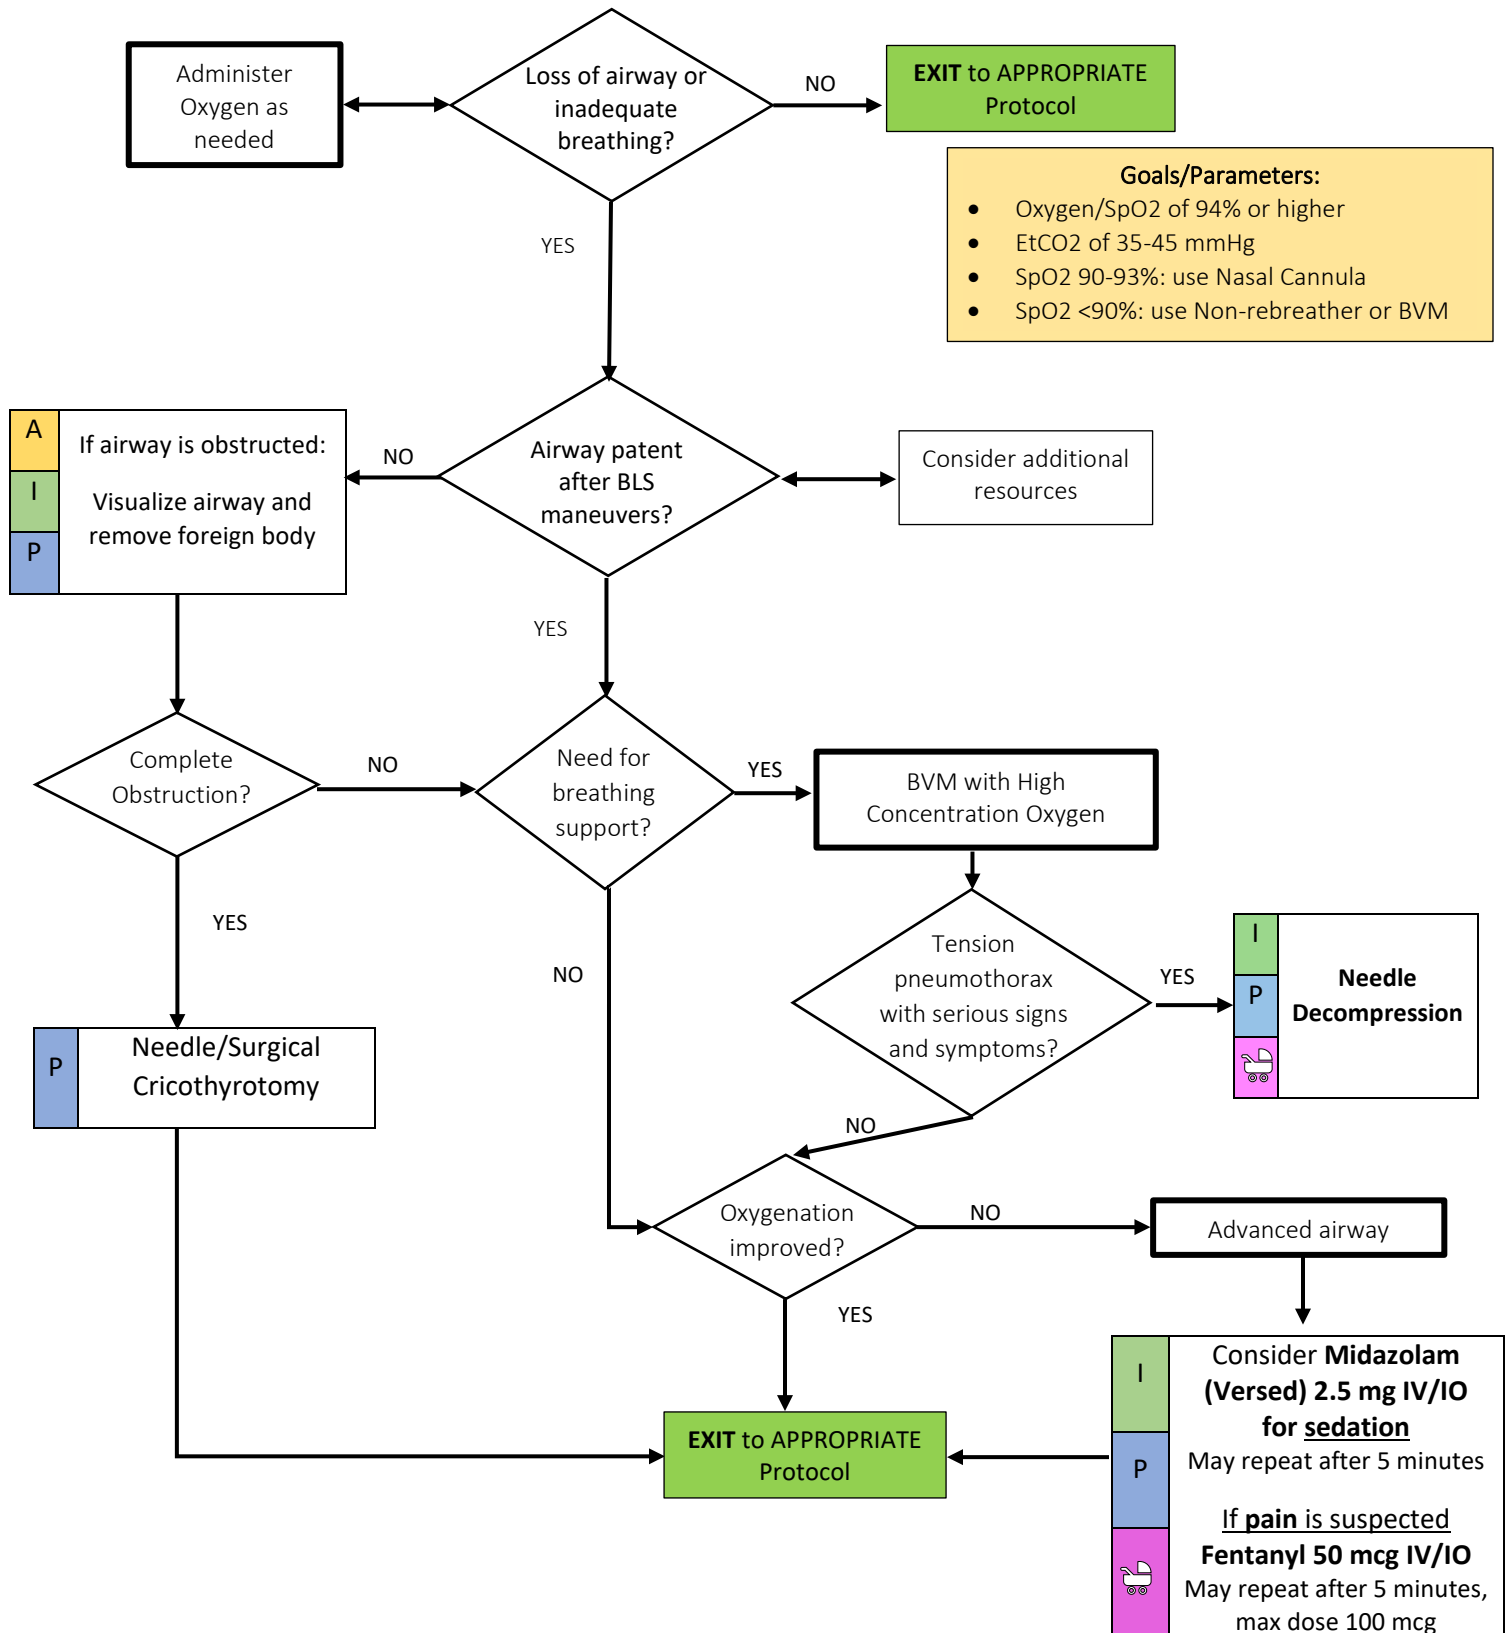 Administer
Oxygen as
needed
Loss of airway or
inadequate
breathing?
NO
EXIT to APPROPRIATE
Protocol
Goals/Parameters:
• Oxygen/SpO2 of 94% or higher
• EtCO2 of 35-45 mmHg
• SpO2 90-93%: use Nasal Cannula
• SpO2 <90%: use Non-rebreather or BVM
YES
A
I
P
If airway is obstructed:
Visualize airway and
remove foreign body
NO
Airway patent
after BLS
maneuvers?
Consider additional
resources
YES
Complete
Obstruction?
NO
Need for
breathing
support?
YES
BVM with High
Concentration Oxygen
YES
NO
Tension
pneumothorax
with serious signs
and symptoms?
YES
I
P
Needle
Decompression
P
Needle/Surgical
Cricothyrotomy
NO
Oxygenation
improved?
NO
Advanced airway
YES
EXIT to APPROPRIATE
Protocol
I
P
Consider Midazolam
(Versed) 2.5 mg IV/IO
for sedation
May repeat after 5 minutes
If pain is suspected
Fentanyl 50 mcg IV/IO
May repeat after 5 minutes,
max dose 100 mcg